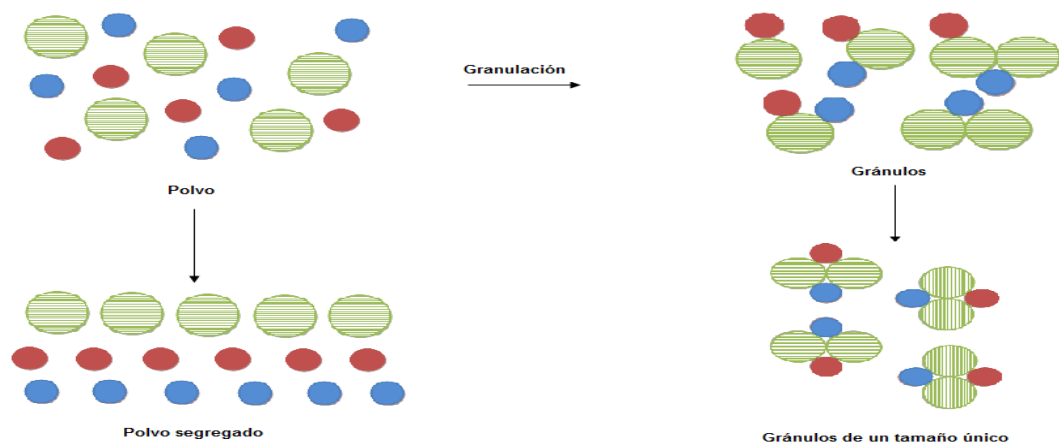 Granulación
Polvo
Gránulos
Polvo segregado
Gránulos de un tamaño único